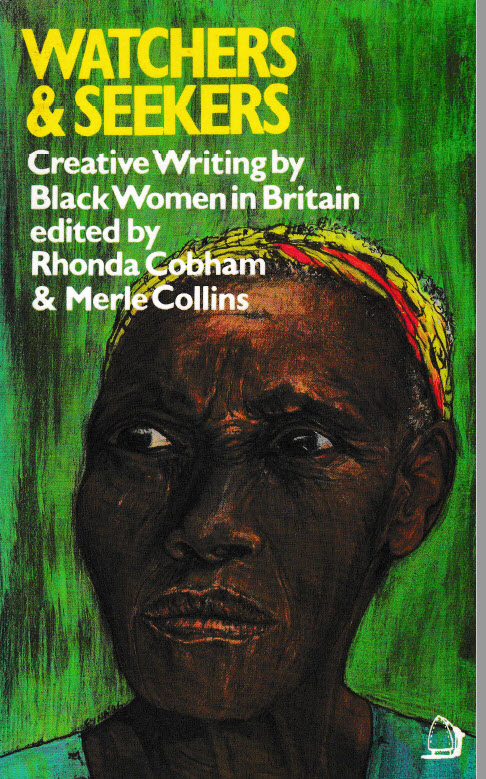 WATCHERS
& SEEKERS
Creative Writing by
Black Women in Britain
edited by
Rhonda Cobham
& Merle Collins